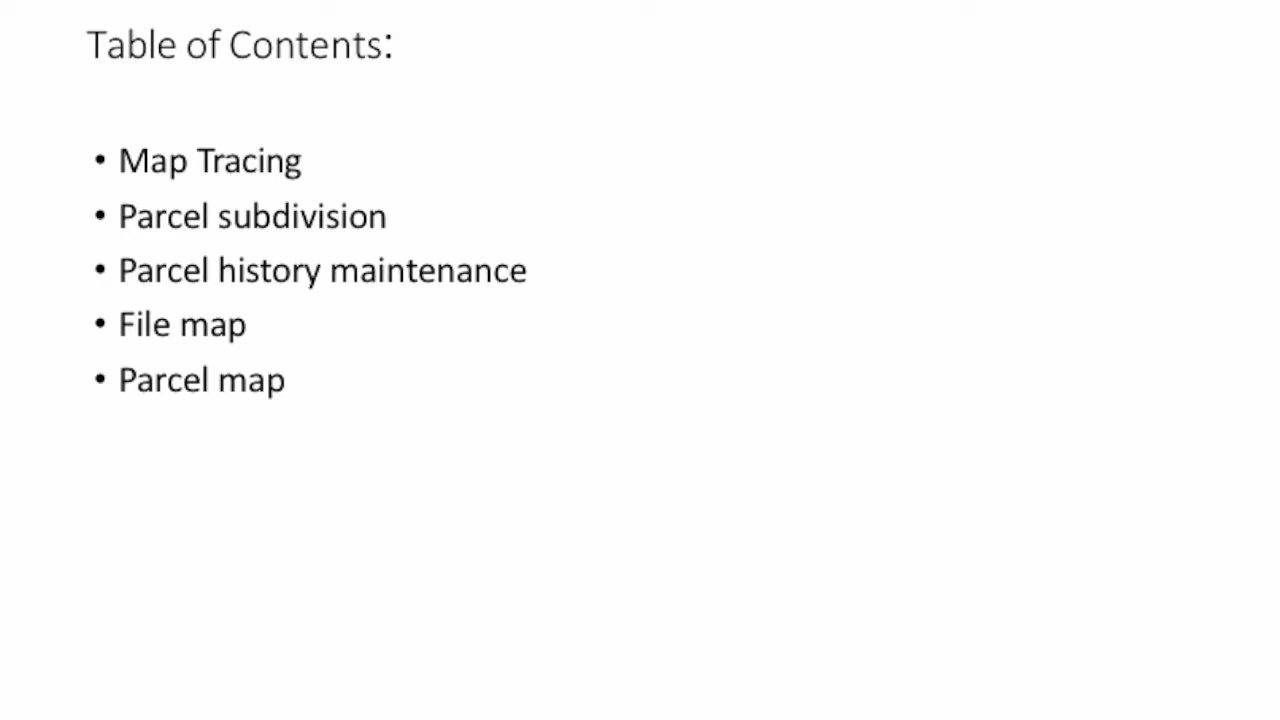 Table of Contents:
• Map Tracing
• Parcel subdivision
• Parcel history maintenance
• File map
• Parcel map